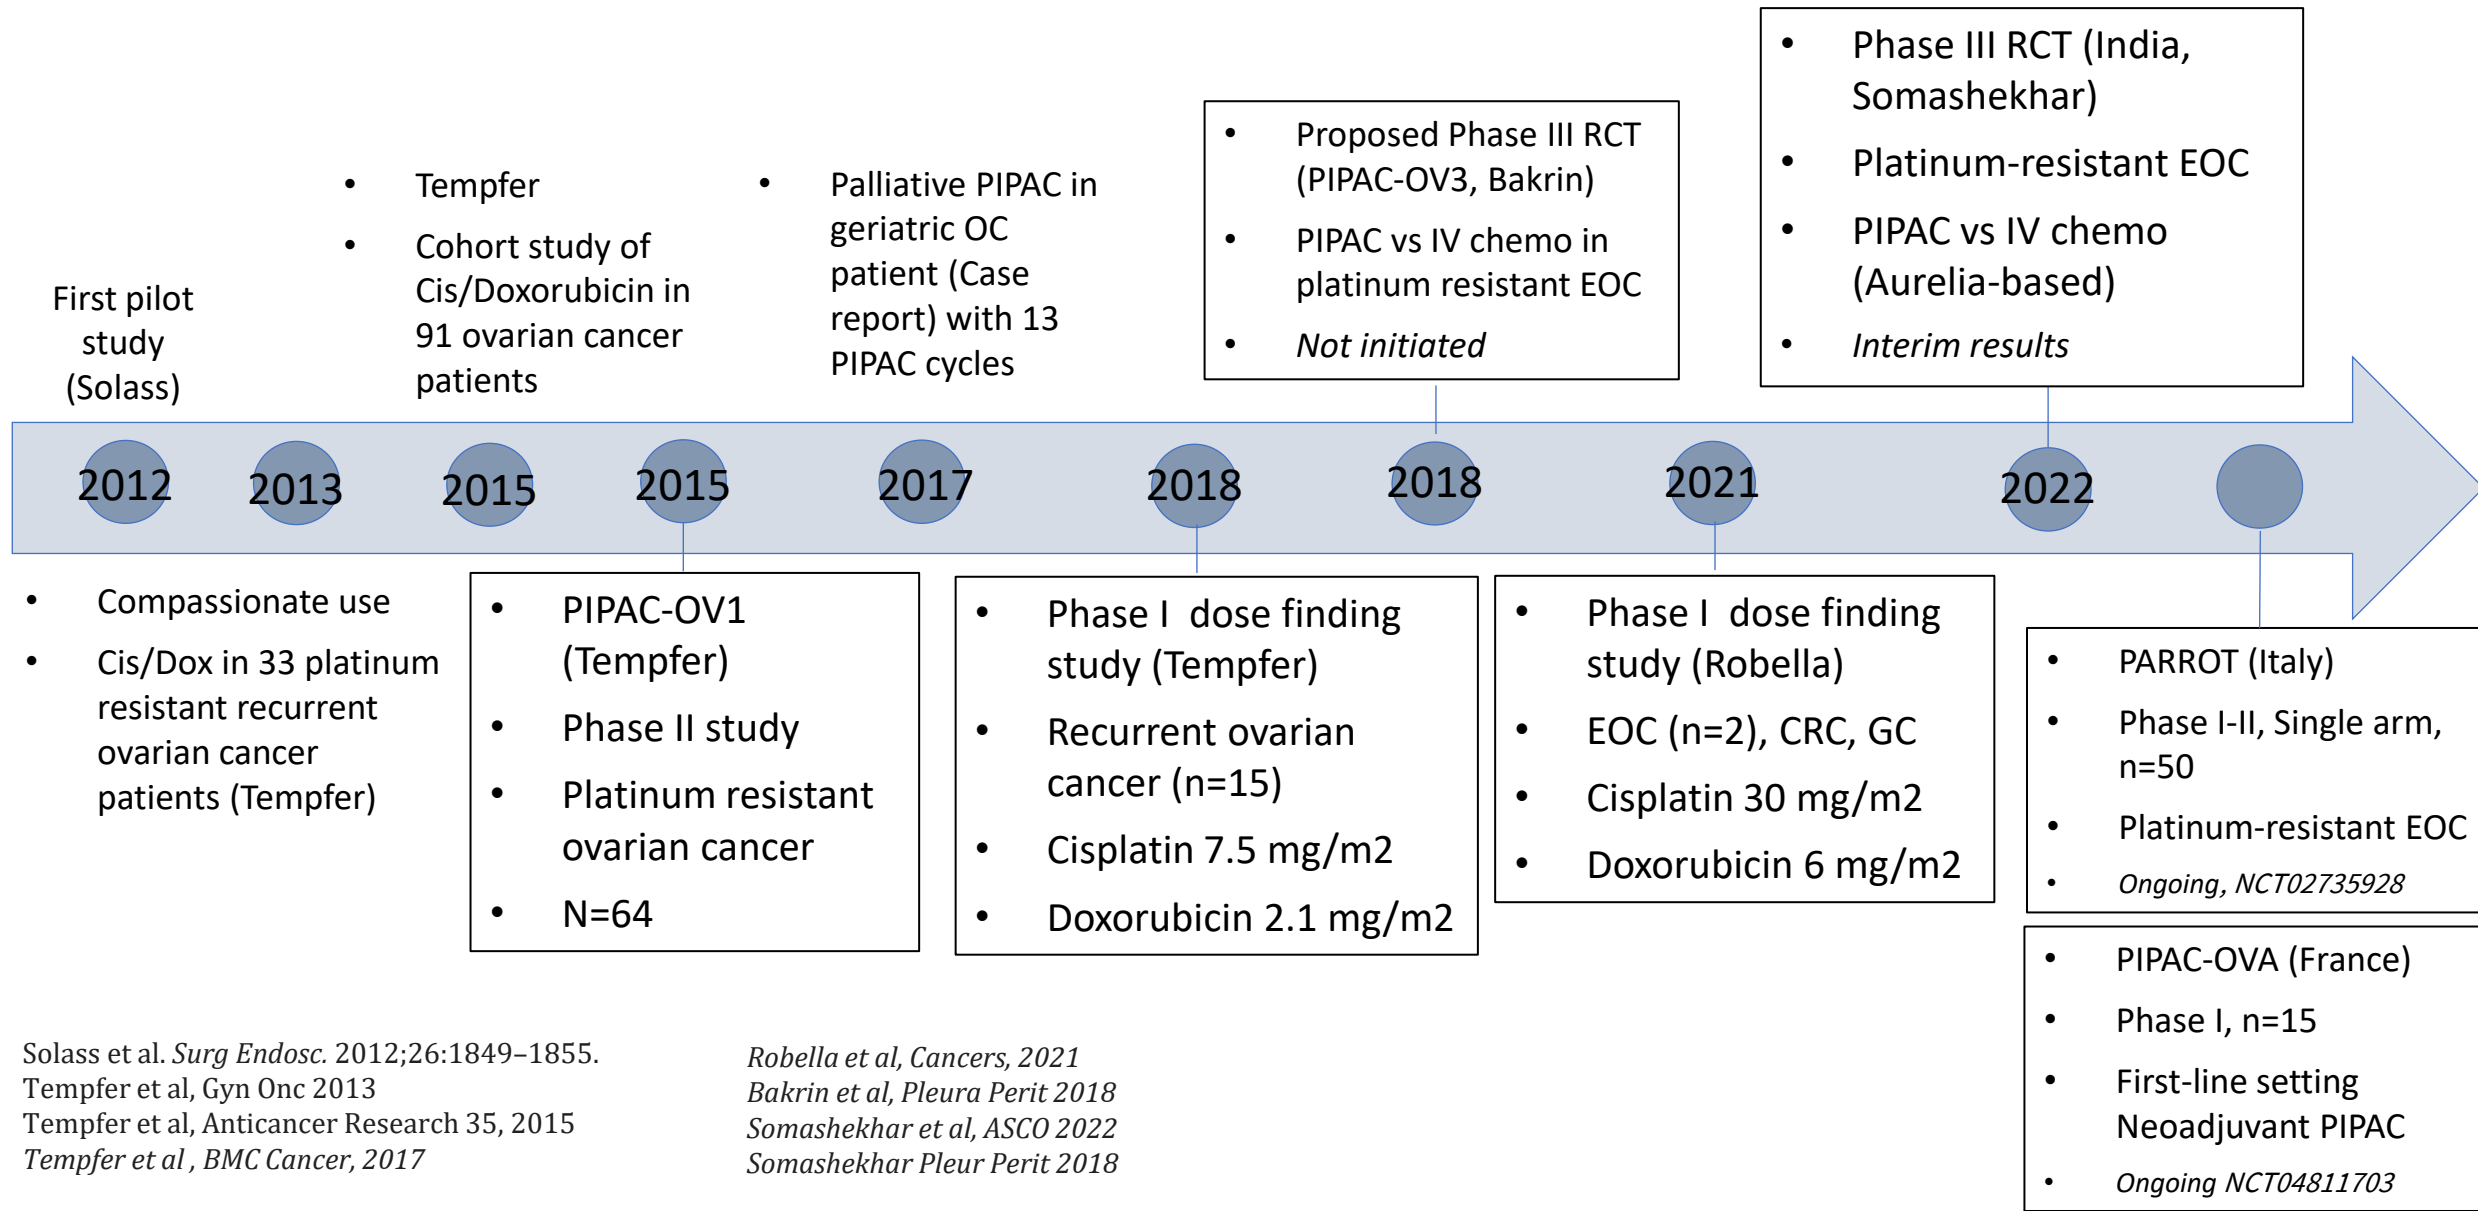 First pilot
study
(Solass)
• Tempfer
• Cohort study of
Cis/Doxorubicin in
91 ovarian cancer
patients
• Palliative PIPAC in
geriatric OC
patient (Case
report) with 13
PIPAC cycles
• Proposed Phase III RCT
(PIPAC-OV3, Bakrin)
• PIPAC vs IV chemo in
platinum resistant EOC
• Not initiated
• Phase III RCT (India,
Somashekhar)
• Platinum-resistant EOC
• PIPAC vs IV chemo
(Aurelia-based)
• Interim results
2012
2013
2015
2015
2017
2018
2018
2021
2022
• Compassionate use
• Cis/Dox in 33 platinum
resistant recurrent
ovarian cancer
patients (Tempfer)
• PIPAC-OV1
(Tempfer)
• Phase II study
• Platinum resistant
ovarian cancer
• N=64
• Phase I dose finding
study (Tempfer)
• Recurrent ovarian
cancer (n=15)
• Cisplatin 7.5 mg/m2
• Doxorubicin 2.1 mg/m2
• Phase I dose finding
study (Robella)
• EOC (n=2), CRC, GC
• Cisplatin 30 mg/m2
• Doxorubicin 6 mg/m2
• PARROT (Italy)
• Phase I-II, Single arm,
n=50
• Platinum-resistant EOC
• Ongoing, NCT02735928
• PIPAC-OVA (France)
• Phase I, n=15
• First-line setting
Neoadjuvant PIPAC
• Ongoing NCT04811703
Solass et al. Surg Endosc. 2012;26:1849–1855.
Tempfer et al, Gyn Onc 2013
Tempfer et al, Anticancer Research 35, 2015
Tempfer et al , BMC Cancer, 2017
Robella et al, Cancers, 2021
Bakrin et al, Pleura Perit 2018
Somashekhar et al, ASCO 2022
Somashekhar Pleur Perit 2018